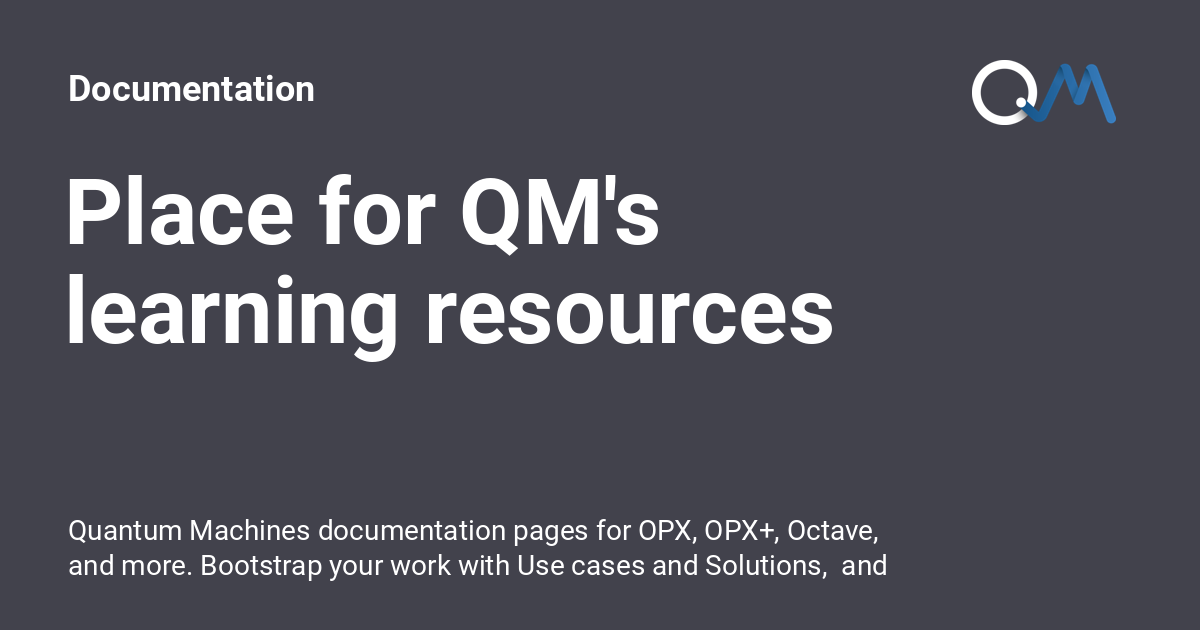 Documentation
QM
Place for QM's
learning resources
Quantum Machines documentation pages for OPX, OPX+, Octave,
and more. Bootstrap your work with Use cases and Solutions,  and